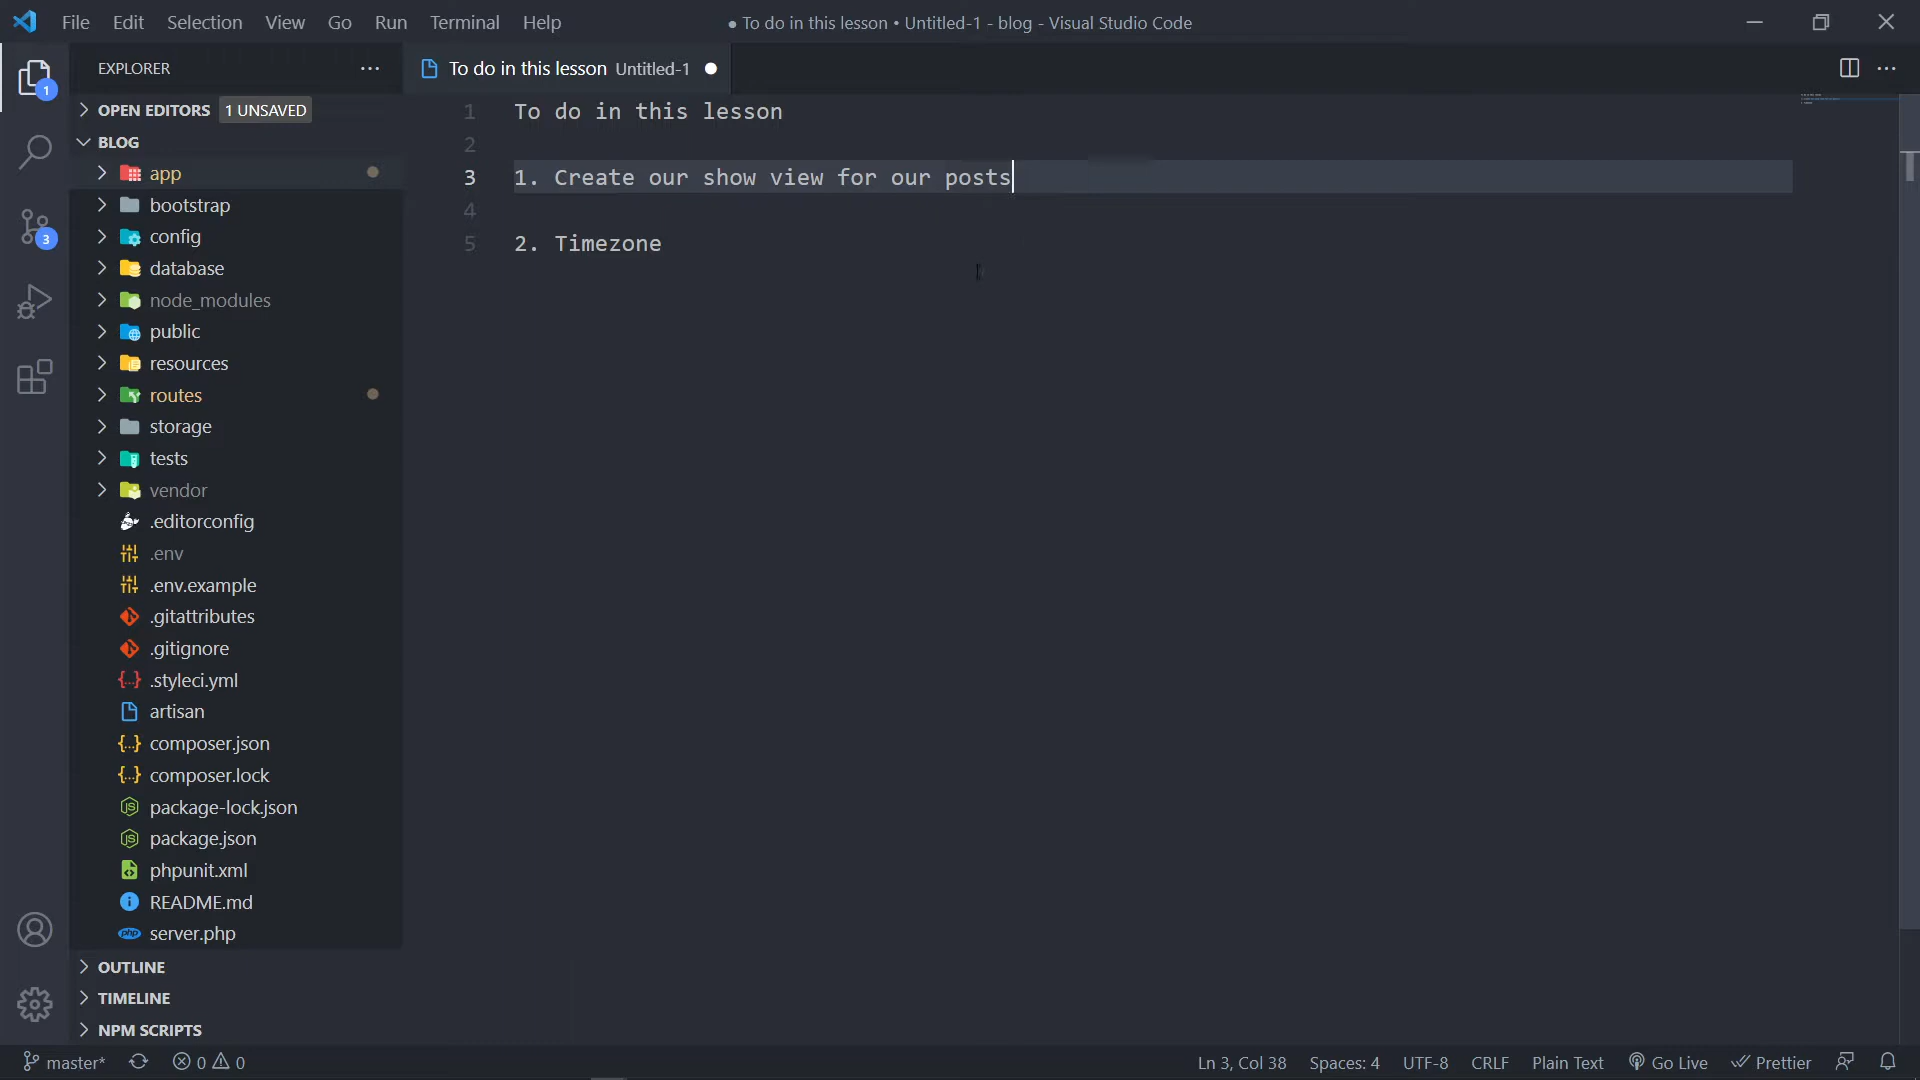 File Edit Selection View Go Run Terminal Help
● To do in this lesson • Untitled-1 - blog - Visual Studio Code
EXPLORER
To do in this lesson Untitled-1
OPEN EDITORS 1 UNSAVED
BLOG
app
bootstrap
config
database
node_modules
public
resources
routes
storage
tests
vendor
.editorconfig
.env
.env.example
.gitattributes
.gitignore
.styleci.yml
artisan
composer.json
composer.lock
package-lock.json
package.json
phpunit.xml
README.md
server.php
OUTLINE
TIMELINE
NPM SCRIPTS
1
3
1 To do in this lesson
2
3 1. Create our show view for our posts
4
5 2. Timezone
master* 0 0
Ln 3, Col 38 Spaces: 4 UTF-8 CRLF Plain Text Go Live Prettier